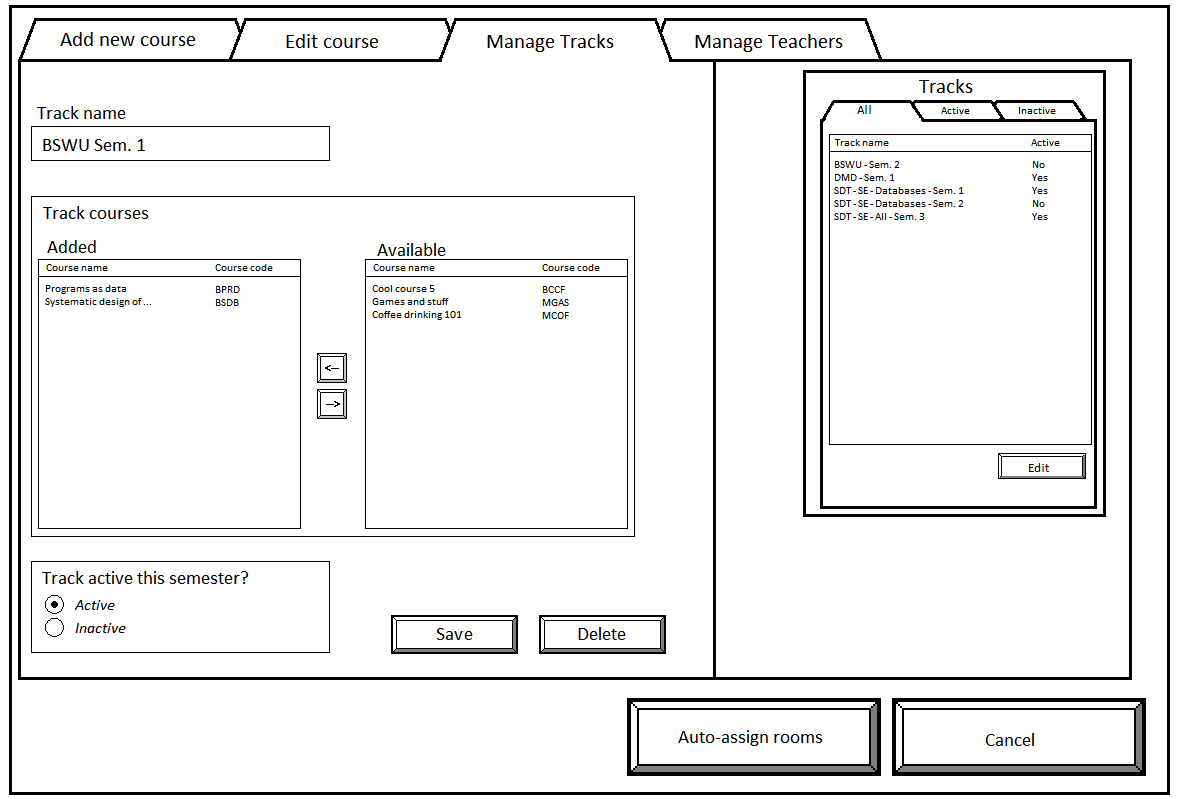 Add new course
Edit course
Manage Tracks
Manage Teachers
Track name
BSWU Sem. 1
Track courses
Added
Course name Course code
Programs as data BPRD
Systematic design of ... BSDB
<--
-->
Available
Course name Course code
Cool course 5 BCCF
Games and stuff MGAS
Coffee drinking 101 MCOF
Track active this semester?
Active
Inactive
Save
Delete
Tracks
All
Active
Inactive
Track name Active
BSWU - Sem. 2 No
DMD - Sem. 1 Yes
SDT - SE - Databases - Sem. 1 Yes
SDT - SE - Databases - Sem. 2 No
SDT - SE - All - Sem. 3 Yes
Edit
Auto-assign rooms
Cancel